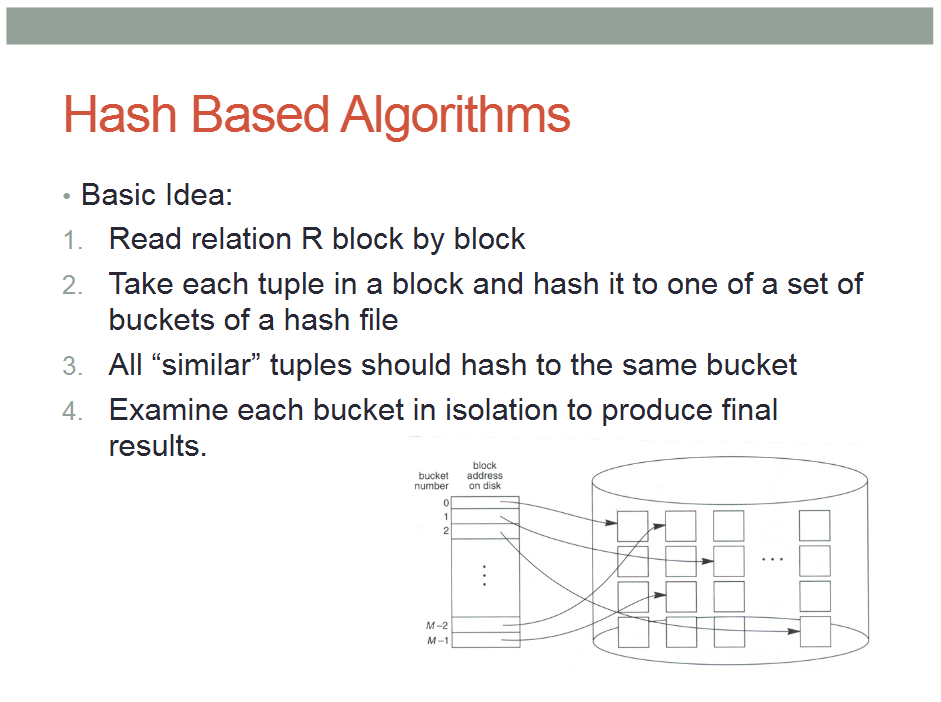 Hash Based Algorithms
• Basic Idea:
1. Read relation R block by block
2. Take each tuple in a block and hash it to one of a set of
buckets of a hash file
3. All “similar” tuples should hash to the same bucket
4. Examine each bucket in isolation to produce final
results.
bucket
number
block
address
on disk
0
1
2
M–2
M–1